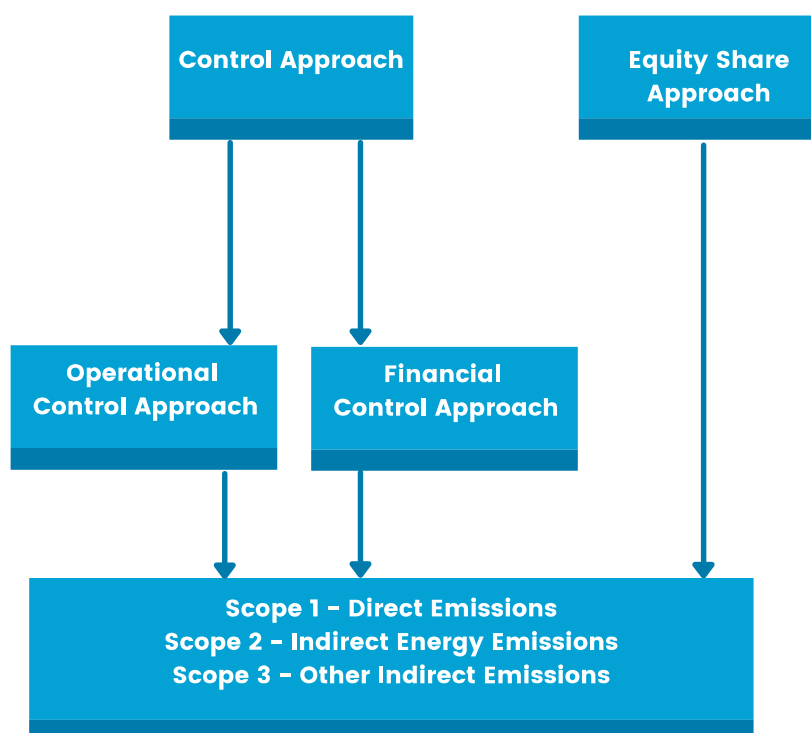 Control Approach
Equity Share
Approach
Operational
Control Approach
Financial
Control Approach
Scope 1 - Direct Emissions
Scope 2 - Indirect Energy Emissions
Scope 3 - Other Indirect Emissions